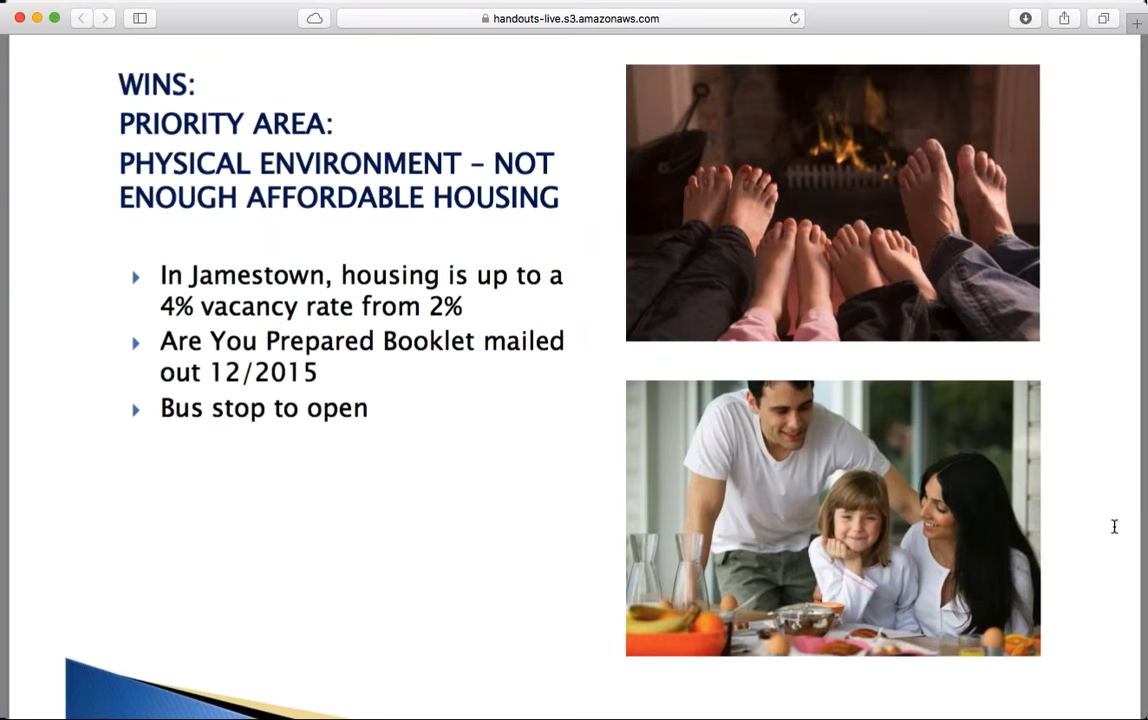 handouts-live.s3.amazonaws.com
WINS:
PRIORITY AREA:
PHYSICAL ENVIRONMENT – NOT
ENOUGH AFFORDABLE HOUSING
In Jamestown, housing is up to a
4% vacancy rate from 2%
Are You Prepared Booklet mailed
out 12/2015
Bus stop to open